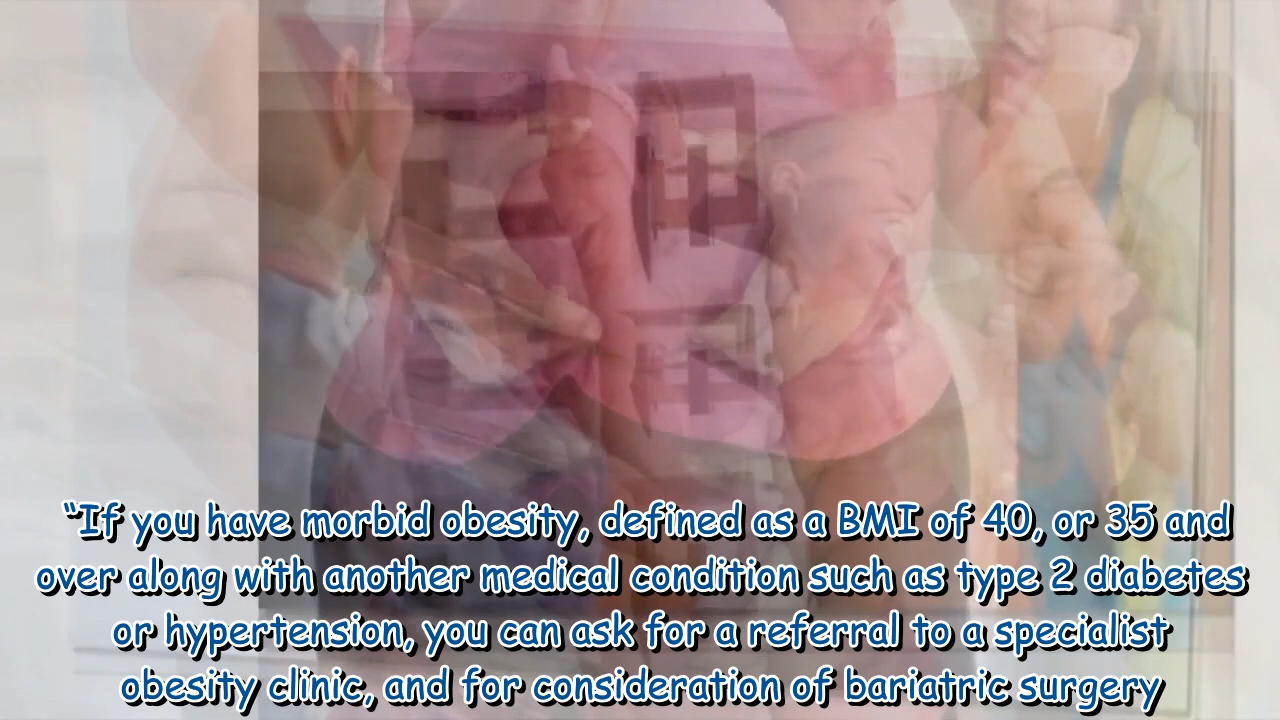 “If you have morbid obesity, defined as a BMI of 40, or 35 and
over along with another medical condition such as type 2 diabetes
or hypertension, you can ask for a referral to a specialist
obesity clinic, and for consideration of bariatric surgery